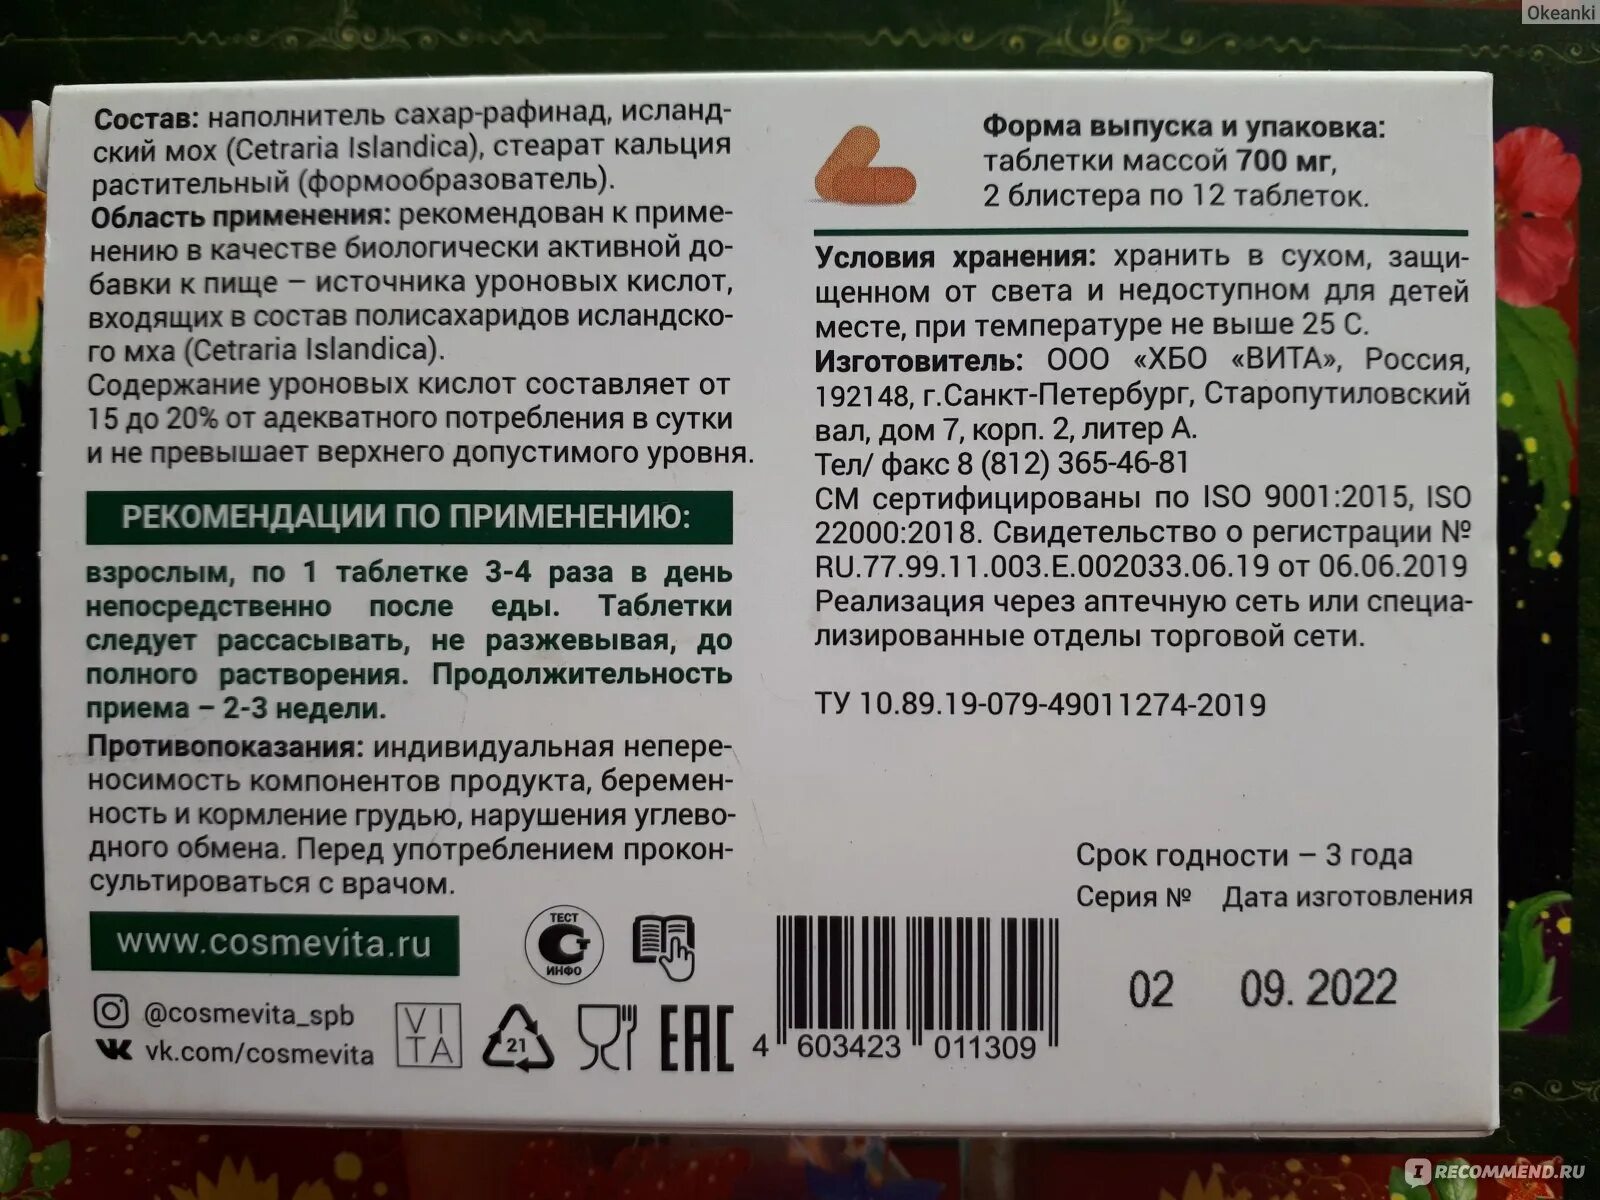 Okeanki
Состав: наполнитель сахар-рафинад, исланд-
ский мох (Cetraria Islandica), стеарат кальция
растительный (формообразователь).
Область применения: рекомендован к приме-
нению в качестве биологически активной до-
бавки к пище – источника уроновых кислот,
входящих в состав полисахаридов исландско-
го мха (Cetraria Islandica).
Содержание уроновых кислот составляет от
15 до 20% от адекватного потребления в сутки
и не превышает верхнего допустимого уровня.
РЕКОМЕНДАЦИИ ПО ПРИМЕНЕНИЮ:
взрослым, по 1 таблетке 3-4 раза в день
непосредственно после еды. Таблетки
следует рассасывать, не разжевывая, до
полного растворения. Продолжительность
приема – 2-3 недели.
Противопоказания: индивидуальная непере-
носимость компонентов продукта, беремен-
ность и кормление грудью, нарушения углево-
дного обмена. Перед употреблением прокон-
сультироваться с врачом.
www.cosmevita.ru
@cosmevita_spb
vk.com/cosmevita
VI
TA
21
ТЕСТ
ИНФО
EAC
Форма выпуска и упаковка:
таблетки массой 700 мг,
2 блистера по 12 таблеток.
Условия хранения: хранить в сухом, защи-
щенном от света и недоступном для детей
месте, при температуре не выше 25 С.
Изготовитель: ООО «ХБО «ВИТА», Россия,
192148, г.Санкт-Петербург, Старопутиловский
вал, дом 7, корп. 2, литер А.
Тел/ факс 8 (812) 365-46-81
СМ сертифицированы по ISO 9001:2015, ISO
22000:2018. Свидетельство о регистрации №
RU.77.99.11.003.Е.002033.06.19 от 06.06.2019
Реализация через аптечную сеть или специа-
лизированные отделы торговой сети.
ТУ 10.89.19-079-49011274-2019
Срок годности – 3 года
Серия № Дата изготовления
02 09. 2022
4 603423 011309
IRECOMMEND.RU